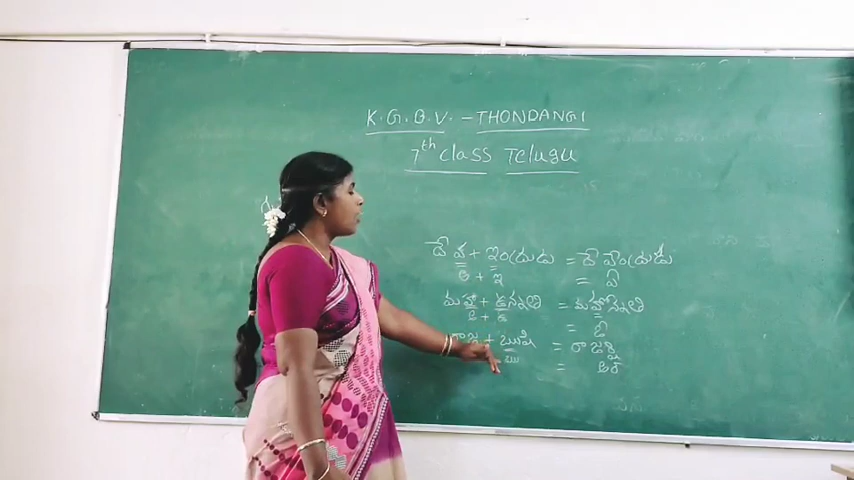 K.G.B.V. - THONDANGI
7th class Telugu
దేవ + ఇంద్రుడు = దేవేంద్రుడు
అ + ఇ = ఏ
మహా + ఉన్నతి = మహోన్నతి
ఆ + ఉ = ఓ
రాజ + ఋషి = రాజర్షి
ఋ = అర్